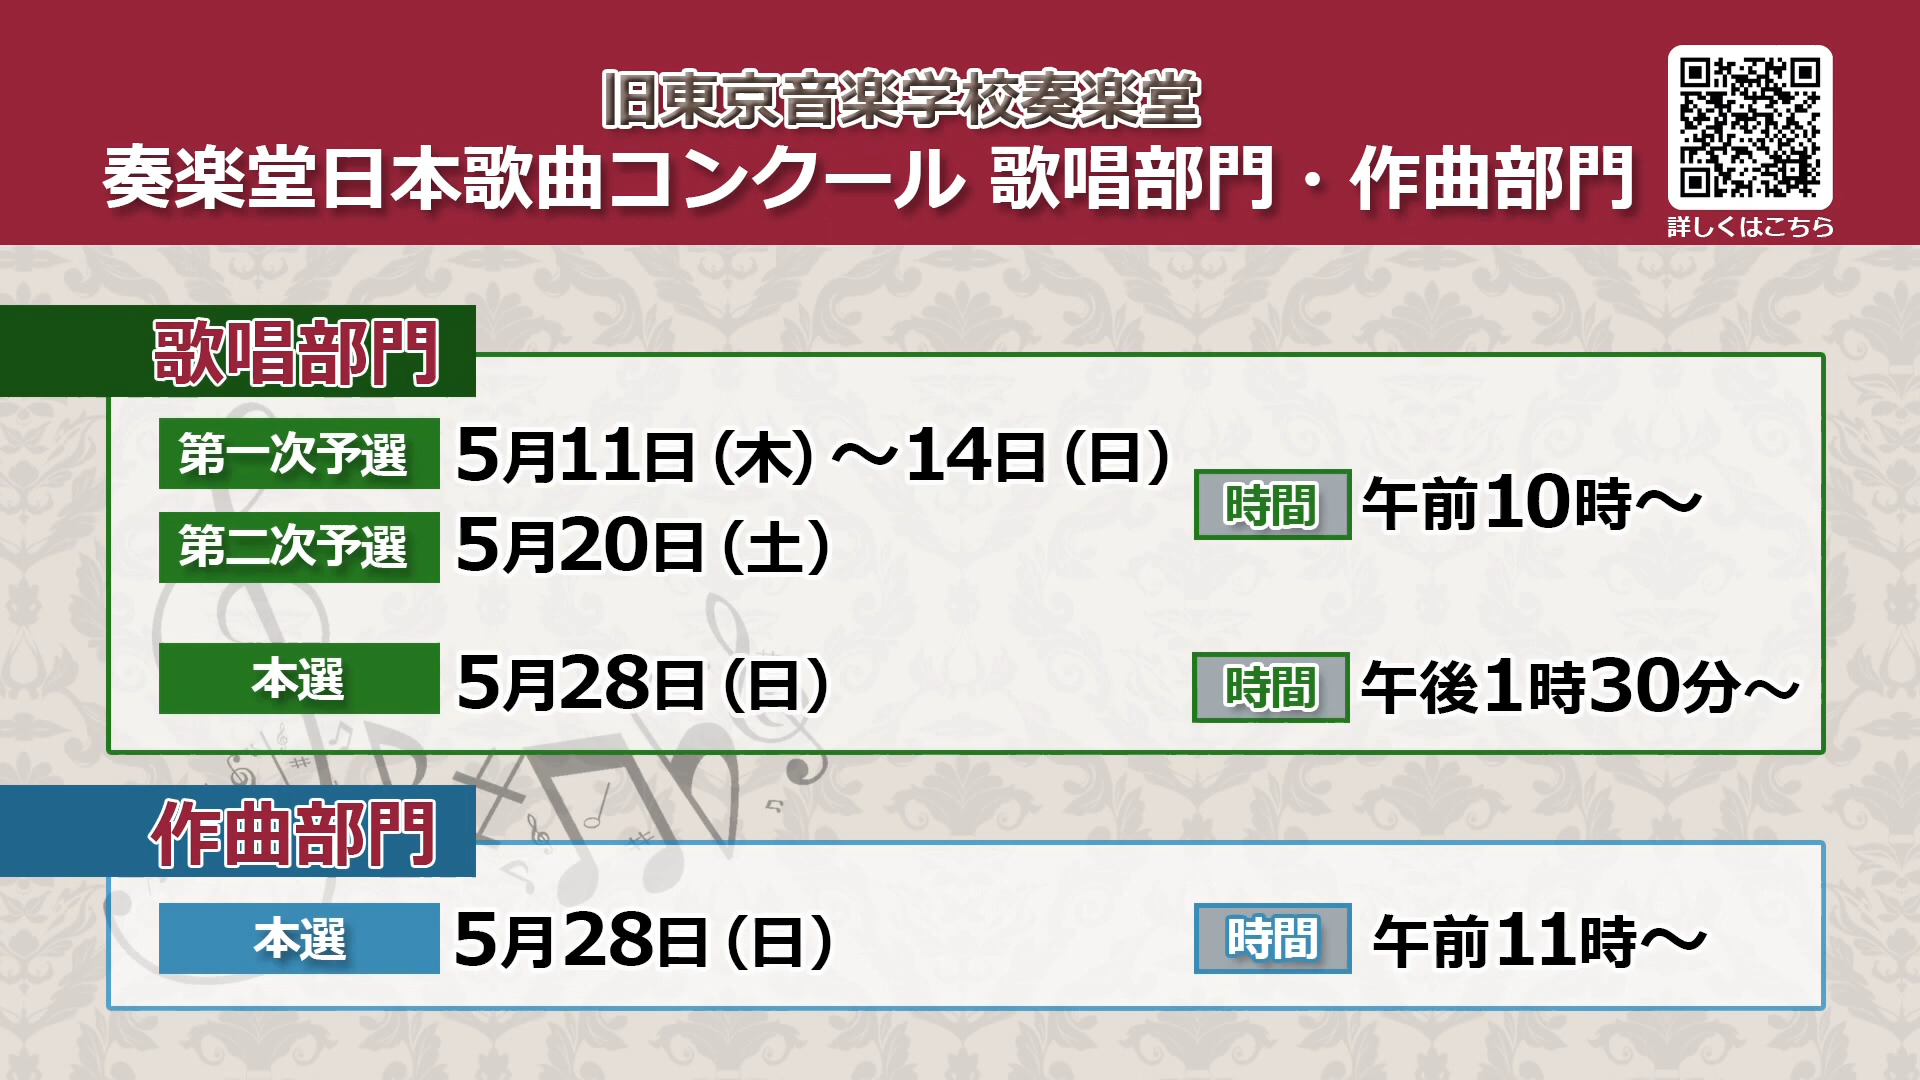 旧東京音楽学校奏楽堂
奏楽堂日本歌曲コンクール 歌唱部門・作曲部門
詳しくはこちら
歌唱部門
第一次予選 5月11日（木）～14日（日）
第二次予選 5月20日（土）
時間 午前10時～
本選 5月28日（日） 時間 午後1時30分～
作曲部門
本選 5月28日（日） 時間 午前11時～